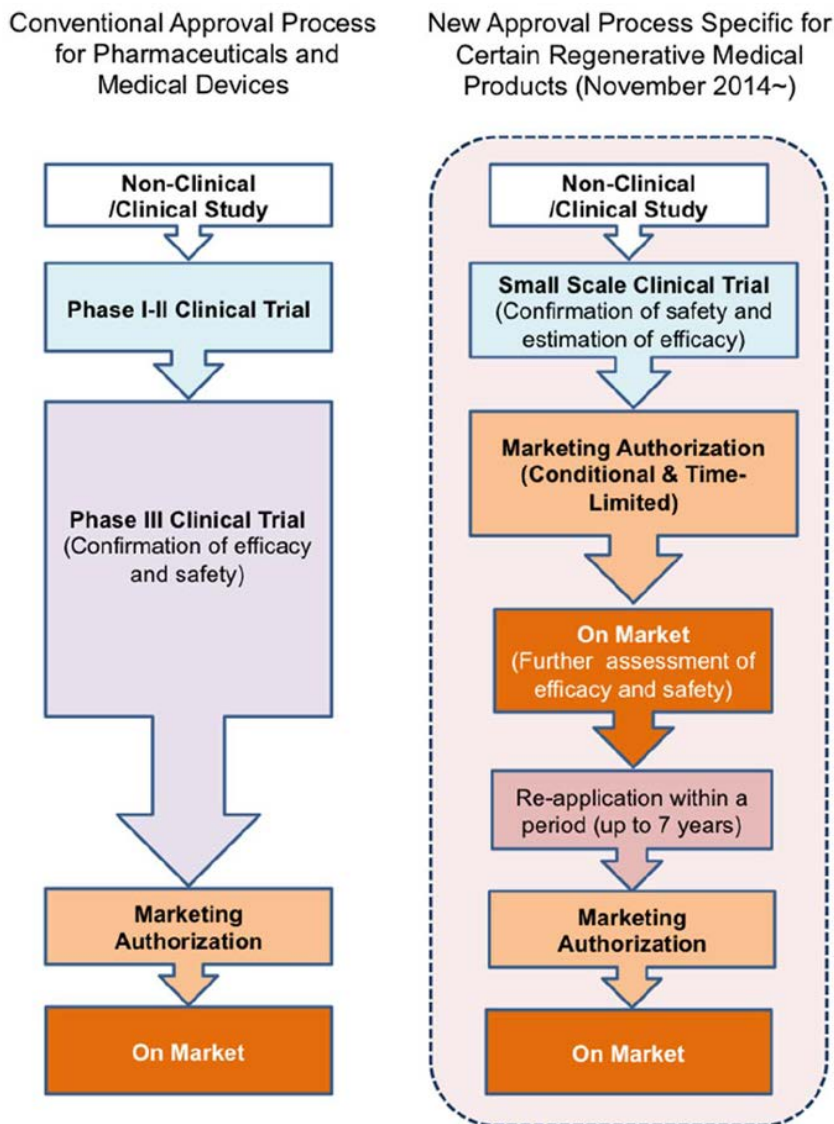 Conventional Approval Process
for Pharmaceuticals and
Medical Devices
Non-Clinical
/Clinical Study
Phase I-II Clinical Trial
Phase III Clinical Trial
(Confirmation of efficacy
and safety)
Marketing
Authorization
On Market
New Approval Process Specific for
Certain Regenerative Medical
Products (November 2014~)
Non-Clinical
/Clinical Study
Small Scale Clinical Trial
(Confirmation of safety and
estimation of efficacy)
Marketing Authorization
(Conditional & Time-
Limited)
On Market
(Further assessment of
efficacy and safety)
Re-application within a
period (up to 7 years)
Marketing
Authorization
On Market